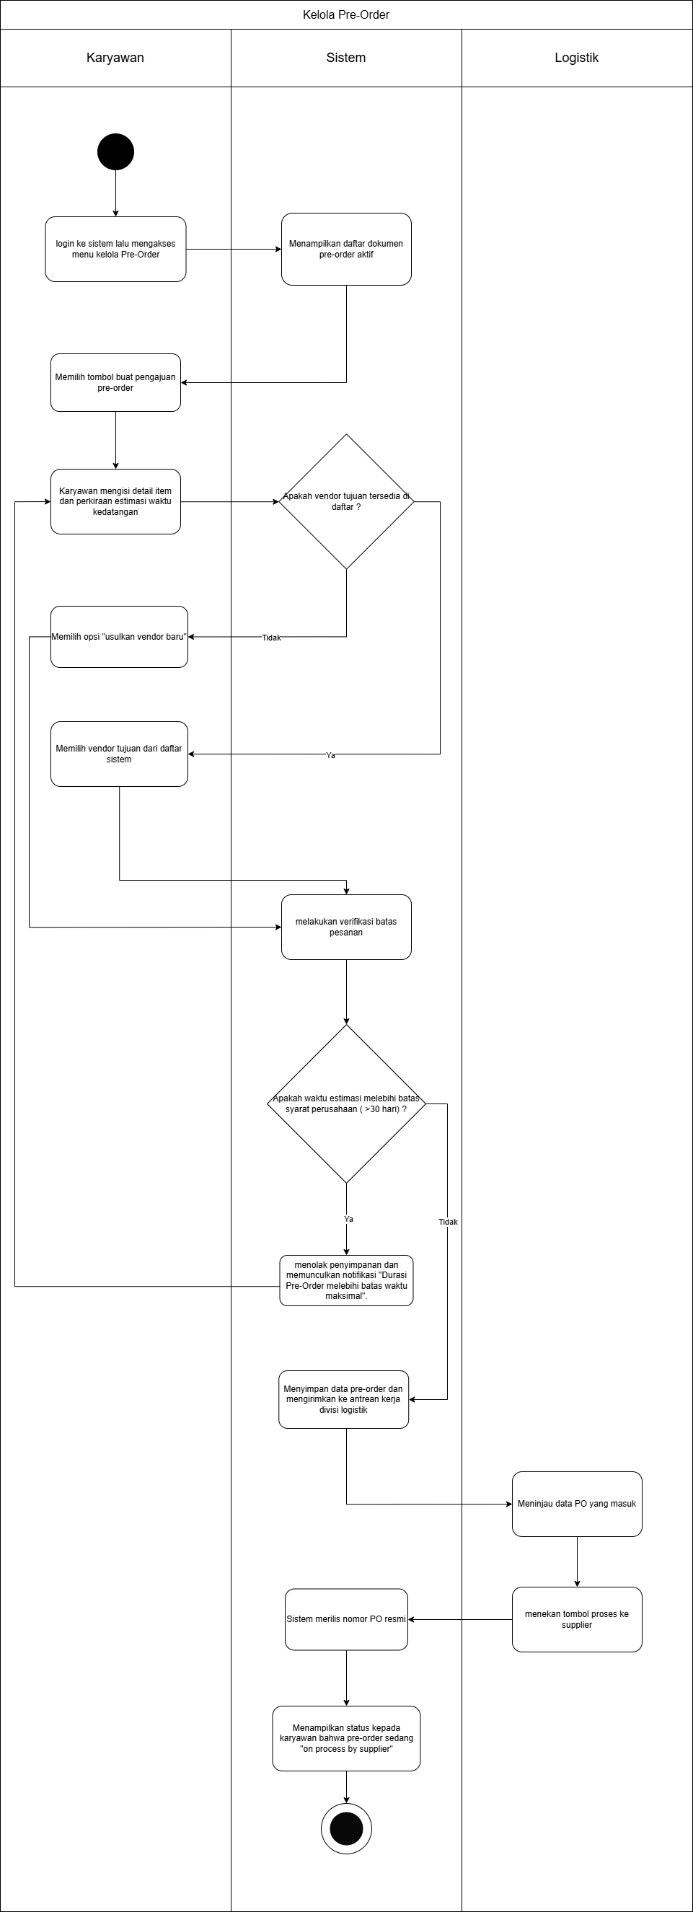 Kelola Pre-Order
Karyawan
Sistem
Logistik
login ke sistem lalu mengakses
menu kelola Pre-Order
Menampilkan daftar dokumen
pre-order aktif
Memilih tombol buat pengajuan
pre-order
Karyawan mengisi detail item
dan perkiraan estimasi waktu
kedatangan
Apakah vendor tujuan tersedia di
daftar ?
Memilih opsi "usulkan vendor baru"
Tidak
Memilih vendor tujuan dari daftar
sistem
Ya
melakukan verifikasi batas
pesanan
Apakah waktu estimasi melebihi batas
syarat perusahaan ( >30 hari) ?
Ya
Tidak
menolak penyimpanan dan
memunculkan notifikasi "Durasi
Pre-Order melebihi batas waktu
maksimal".
Menyimpan data pre-order dan
mengirimkan ke antrean kerja
divisi logistik
Meninjau data PO yang masuk
menekan tombol proses ke
supplier
Sistem merilis nomor PO resmi
Menampilkan status kepada
karyawan bahwa pre-order sedang
"on process by supplier"